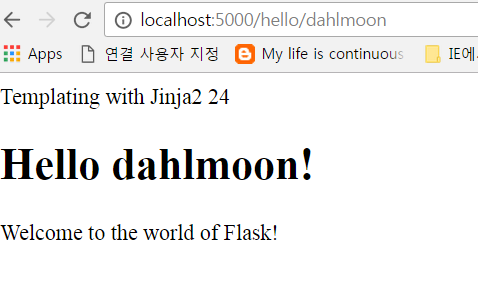 localhost:5000/hello/dahlmoon
Apps 연결 사용자 지정 My life is continuous IE에서
Templating with Jinja2 24
Hello dahlmoon!
Welcome to the world of Flask!